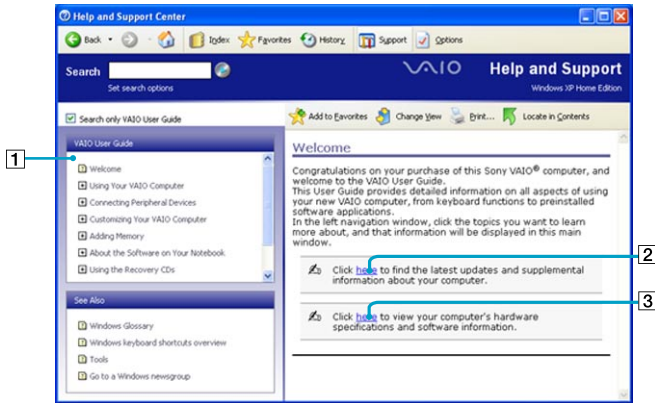 Help and Support Center
Back Index Favorites History Support Options
Search
Set search options
VAIO Help and Support
Windows XP Home Edition
Search only VAIO User Guide
Add to Favorites Change View Print... Locate in Contents
1
VAIO User Guide
Welcome
Using Your VAIO Computer
Connecting Peripheral Devices
Customizing Your VAIO Computer
Adding Memory
About the Software on Your Notebook
Using the Recovery CDs
See Also
Windows Glossary
Windows keyboard shortcuts overview
Tools
Go to a Windows newsgroup
Welcome
Congratulations on your purchase of this Sony VAIO® computer, and
welcome to the VAIO User Guide.
This User Guide provides detailed information on all aspects of using
your new VAIO computer, from keyboard functions to preinstalled
software applications.
In the left navigation window, click the topics you want to learn
more about, and that information will be displayed in this main
window.
2
Click here to find the latest updates and supplemental
information about your computer.
3
Click here to view your computer's hardware
specifications and software information.